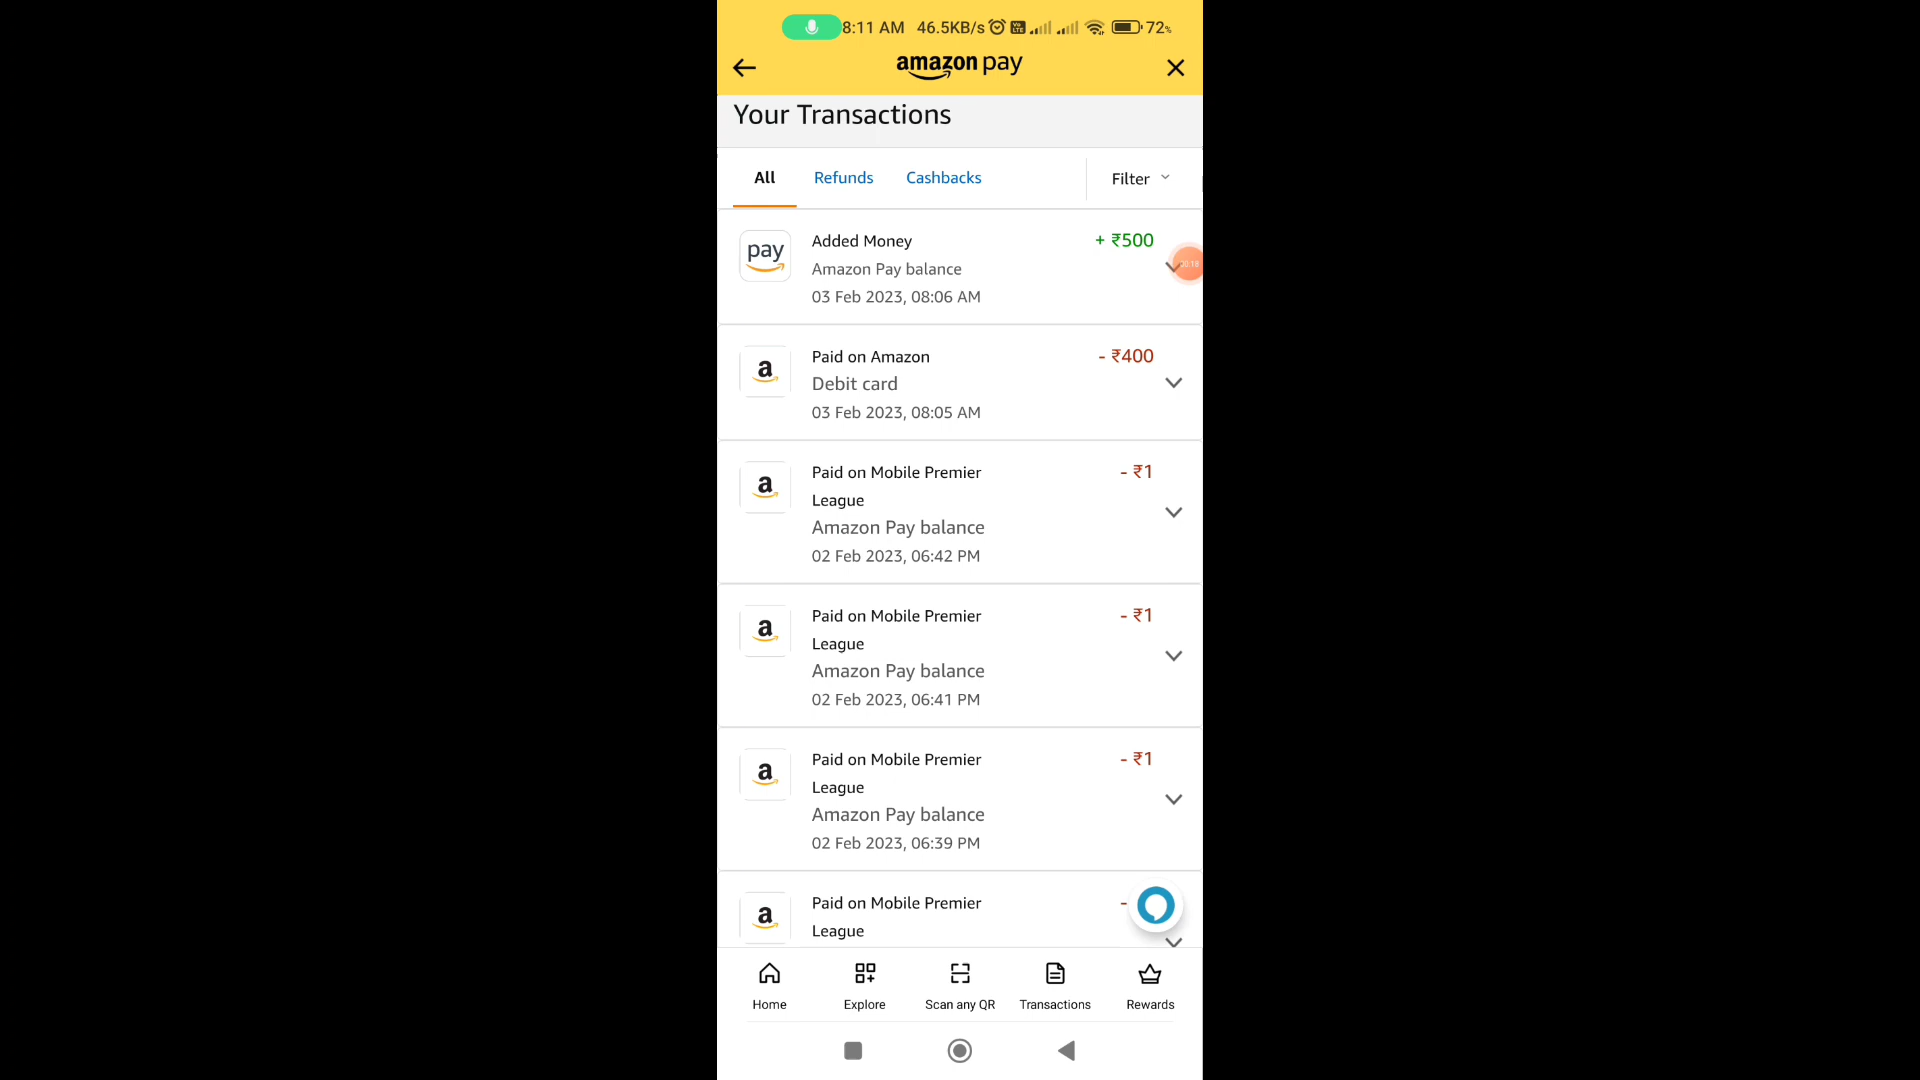 8:11 AM 46.5KB/s 72%
amazon pay
Your Transactions
All Refunds Cashbacks Filter
pay
Added Money + ₹500
Amazon Pay balance
00:18
03 Feb 2023, 08:06 AM
a
Paid on Amazon - ₹400
Debit card
03 Feb 2023, 08:05 AM
a
Paid on Mobile Premier - ₹1
League
Amazon Pay balance
02 Feb 2023, 06:42 PM
a
Paid on Mobile Premier - ₹1
League
Amazon Pay balance
02 Feb 2023, 06:41 PM
a
Paid on Mobile Premier - ₹1
League
Amazon Pay balance
02 Feb 2023, 06:39 PM
a
Paid on Mobile Premier -
League
Home Explore Scan any QR Transactions Rewards